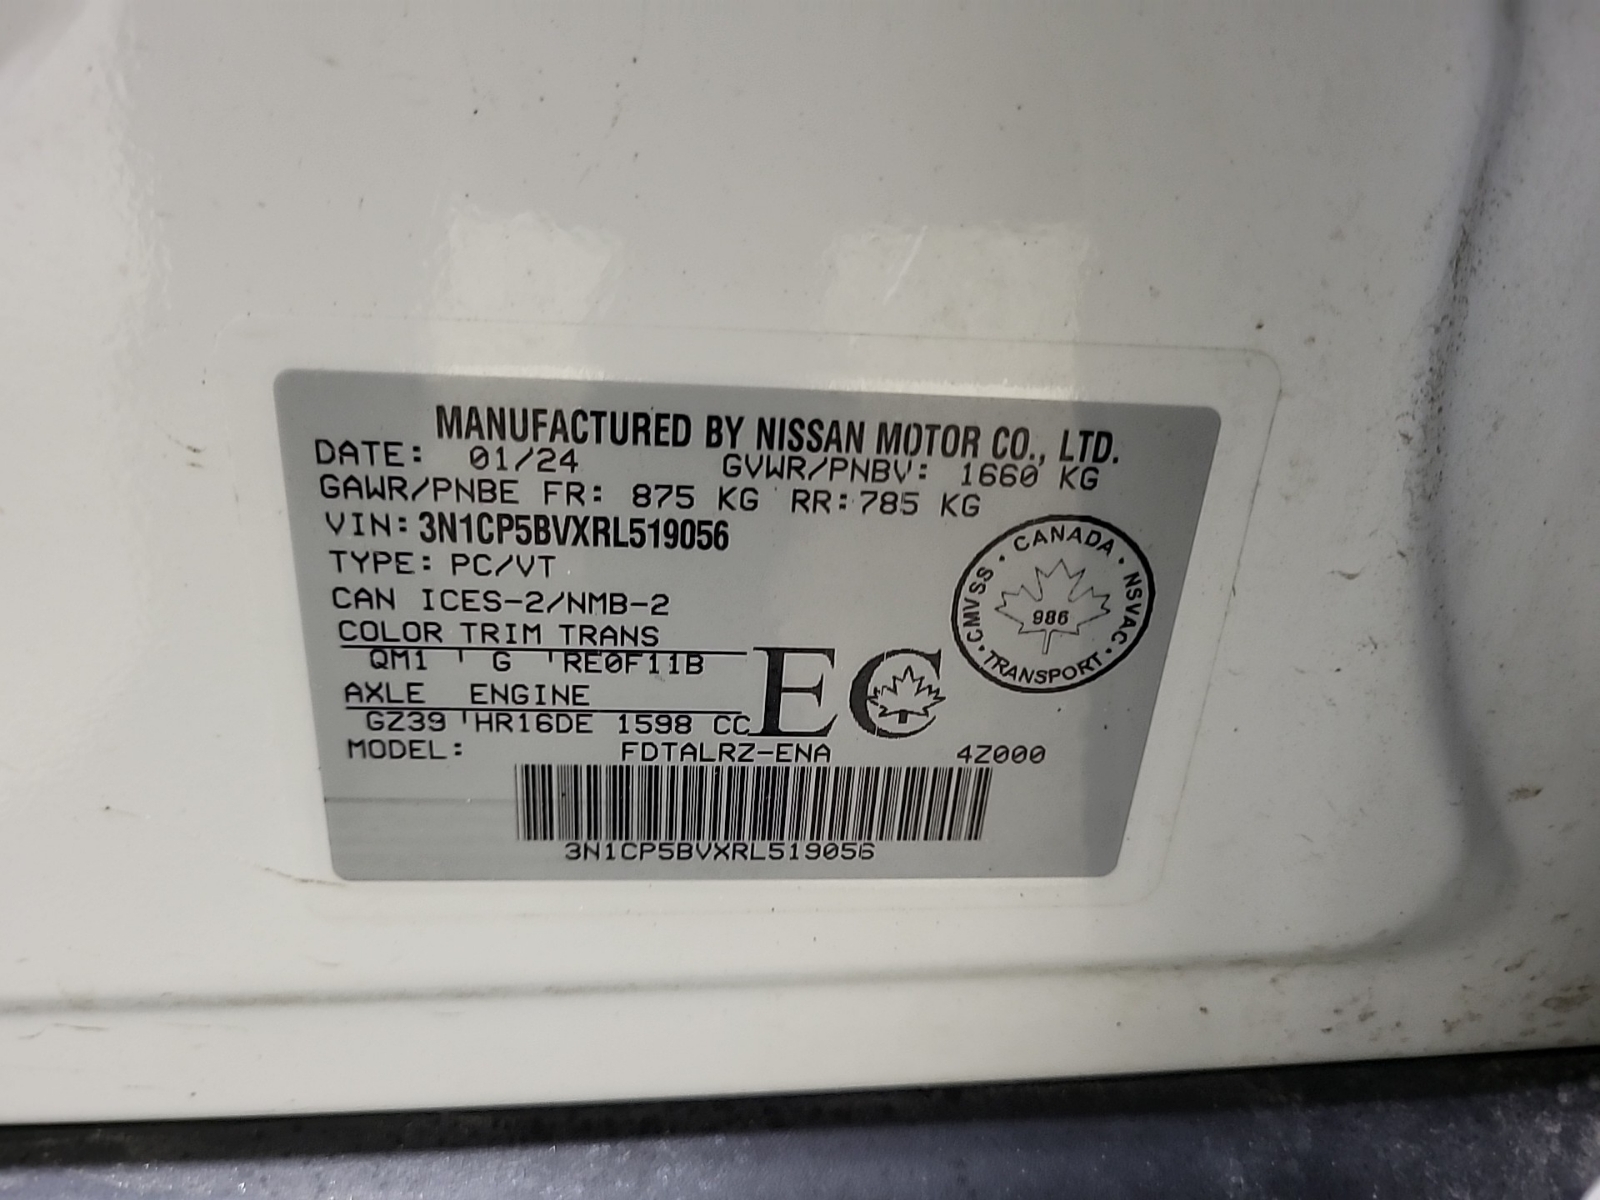 MANUFACTURED BY NISSAN MOTOR CO., LTD.
DATE: 01/24 GVWR/PNBV: 1660 KG
GAWR/PNBE FR: 875 KG RR: 785 KG
VIN: 3N1CP5BVXRL519056
TYPE: PC/VT
CAN ICES-2/NMB-2
COLOR TRIM TRANS
QM1 G RE0F11B
AXLE ENGINE
GZ39 HR16DE 1598 CC
MODEL: FDTALRZ-ENA 4Z000
3N1CP5BVXRL519056
EC
CMVSS · CANADA · NSVAC · TRANSPORT ·
986